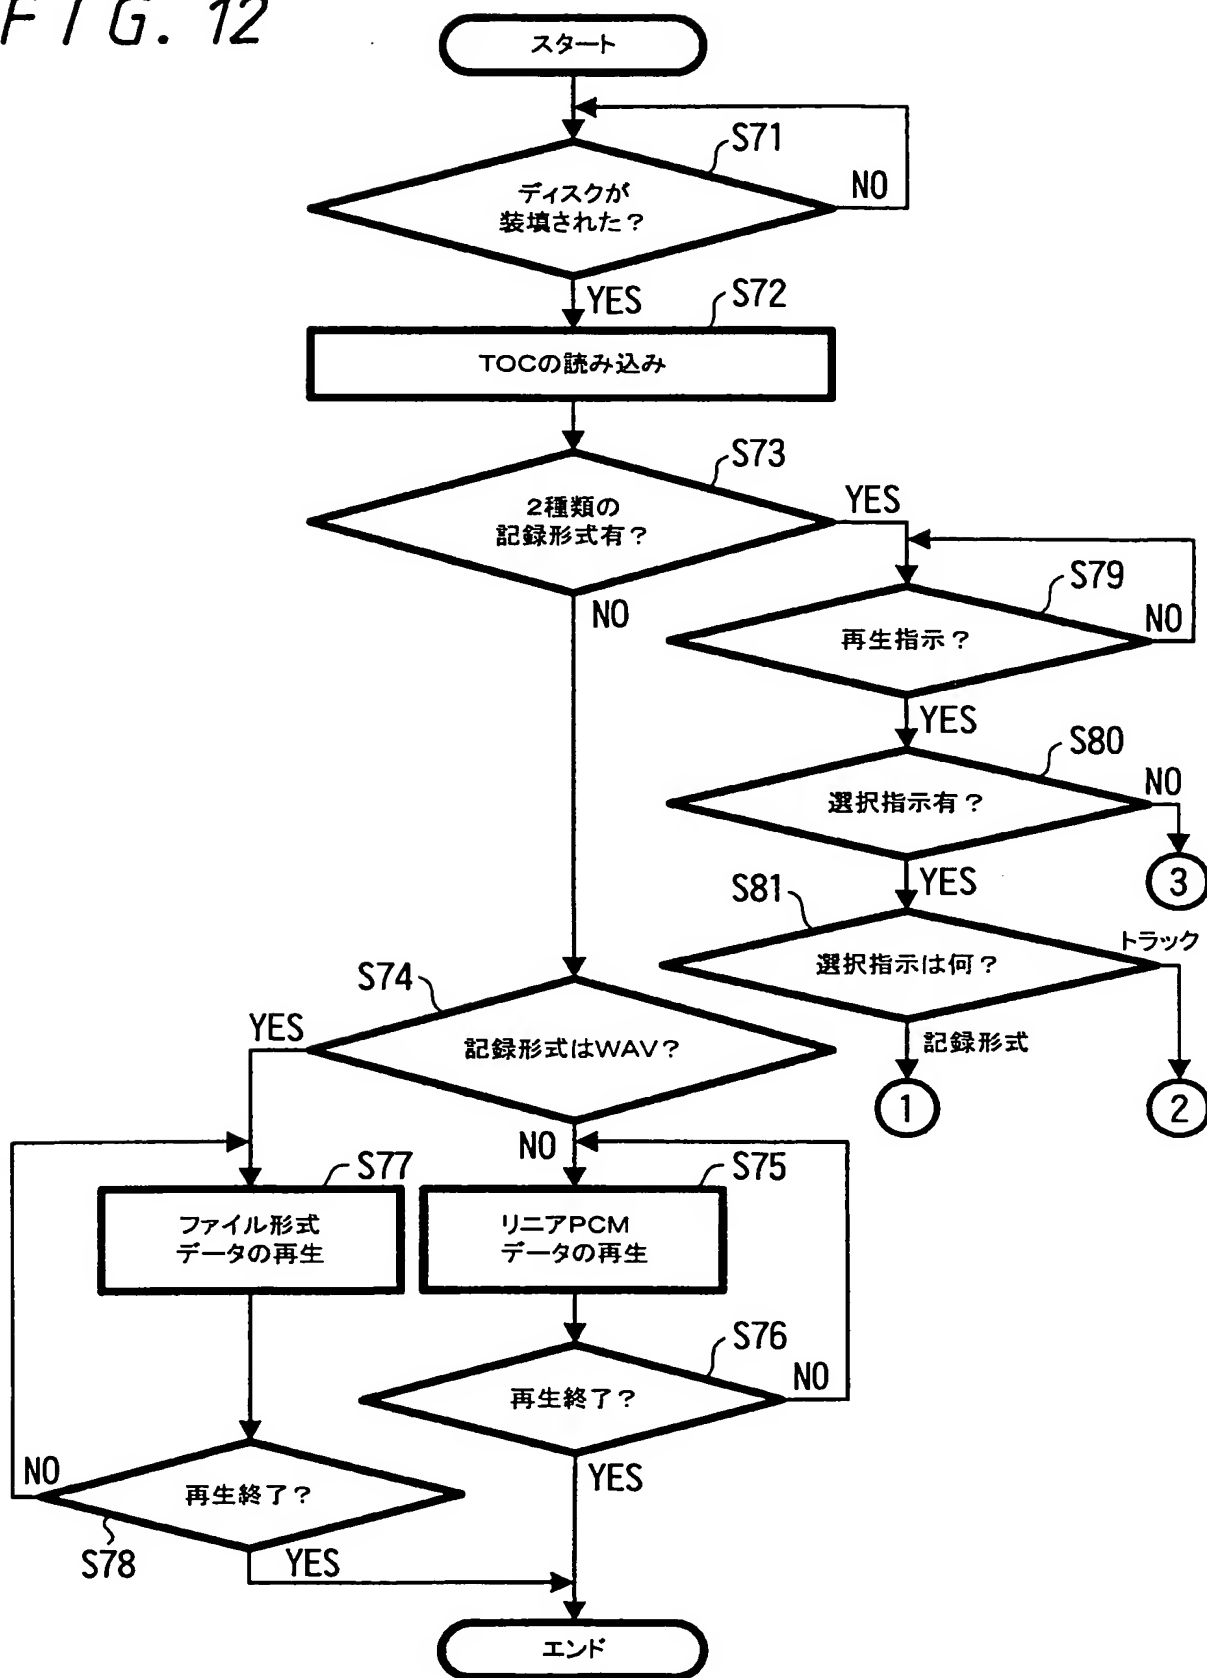 FIG. 12
スタート
S71
ディスクが
装填された?
NO
YES
S72
TOCの読み込み
S73
2種類の
記録形式有?
YES
NO
S79
再生指示?
NO
YES
S80
選択指示有?
NO
3
YES
S81
選択指示は何?
トラック
記録形式
1
2
S74
記録形式はWAV?
YES
NO
S77
ファイル形式
データの再生
S75
リニアPCM
データの再生
S76
再生終了?
NO
YES
再生終了?
NO
S78
YES
エンド